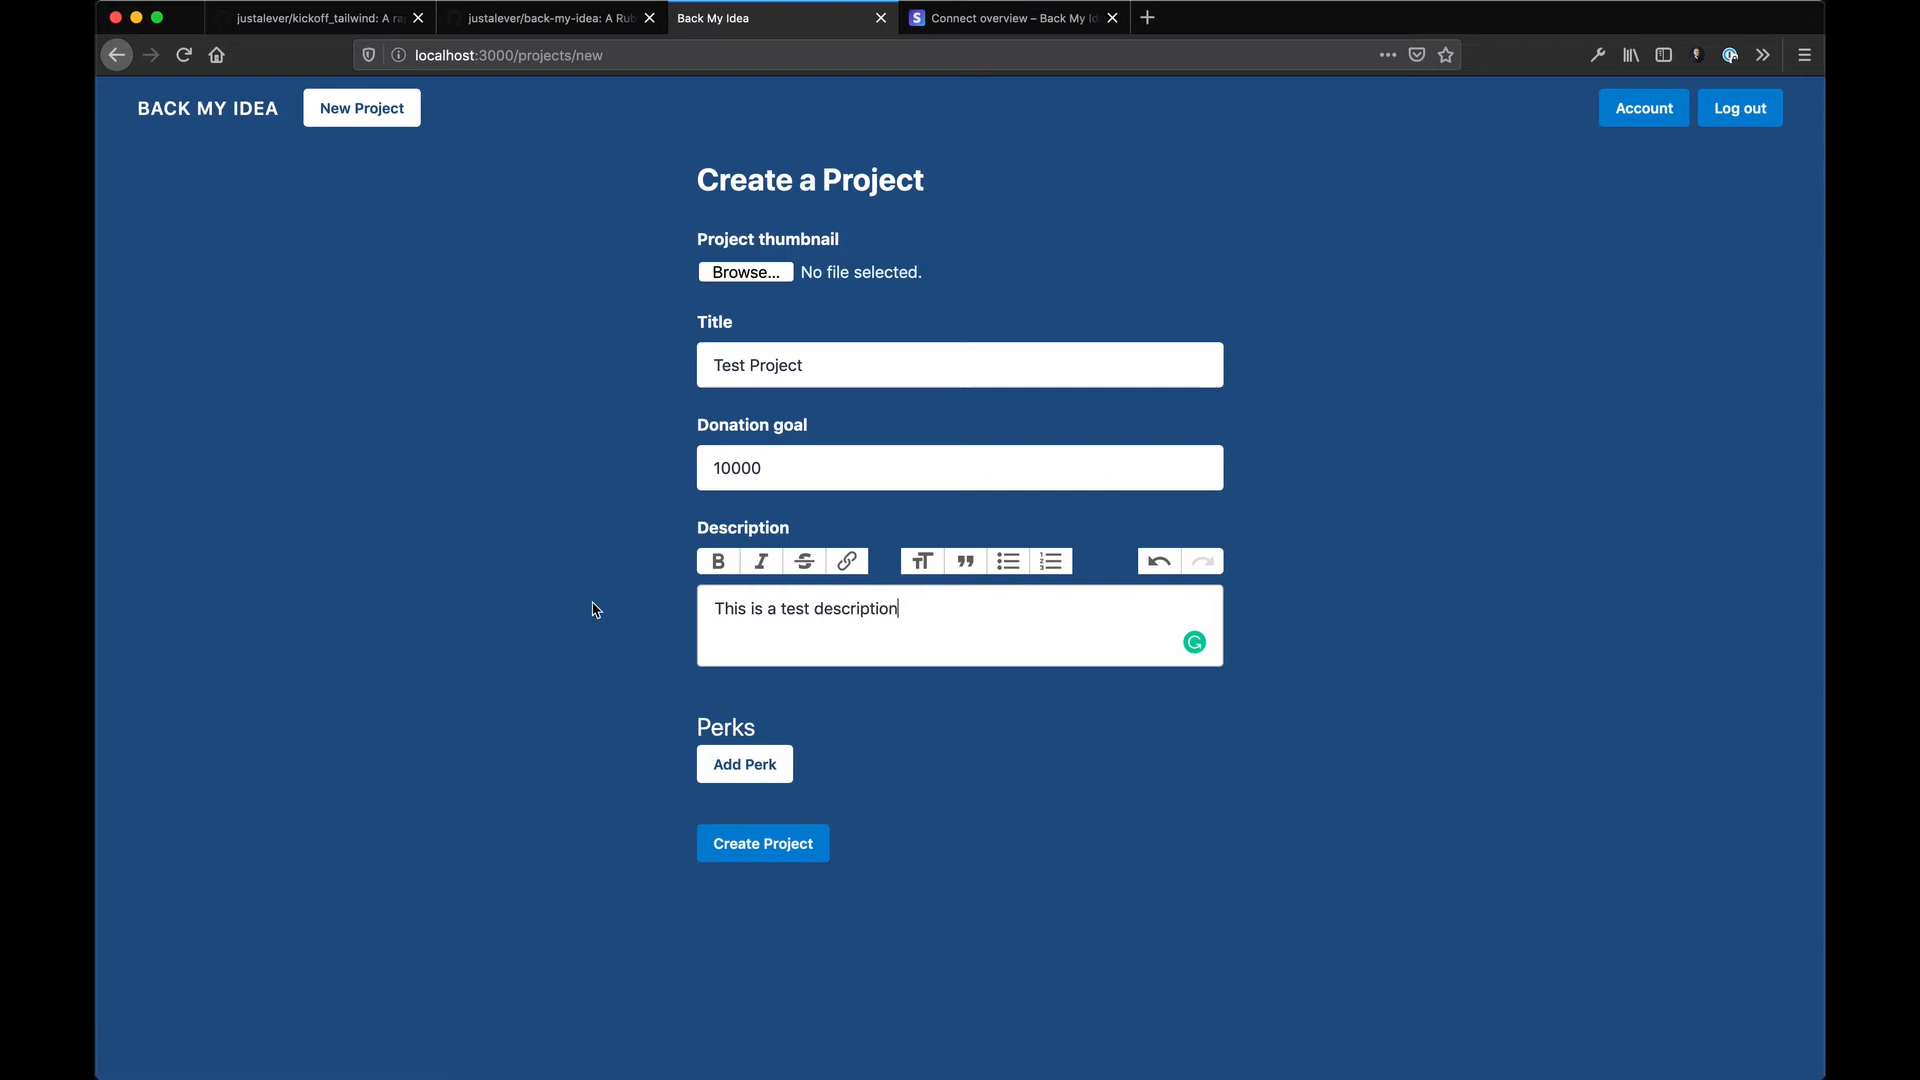 justalever/kickoff_tailwind: A ra
justalever/back-my-idea: A Rub
Back My Idea
S Connect overview – Back My Id
localhost:3000/projects/new
BACK MY IDEA
New Project
Account
Log out
Create a Project
Project thumbnail
Browse... No file selected.
Title
Test Project
Donation goal
10000
Description
This is a test description
Perks
Add Perk
Create Project